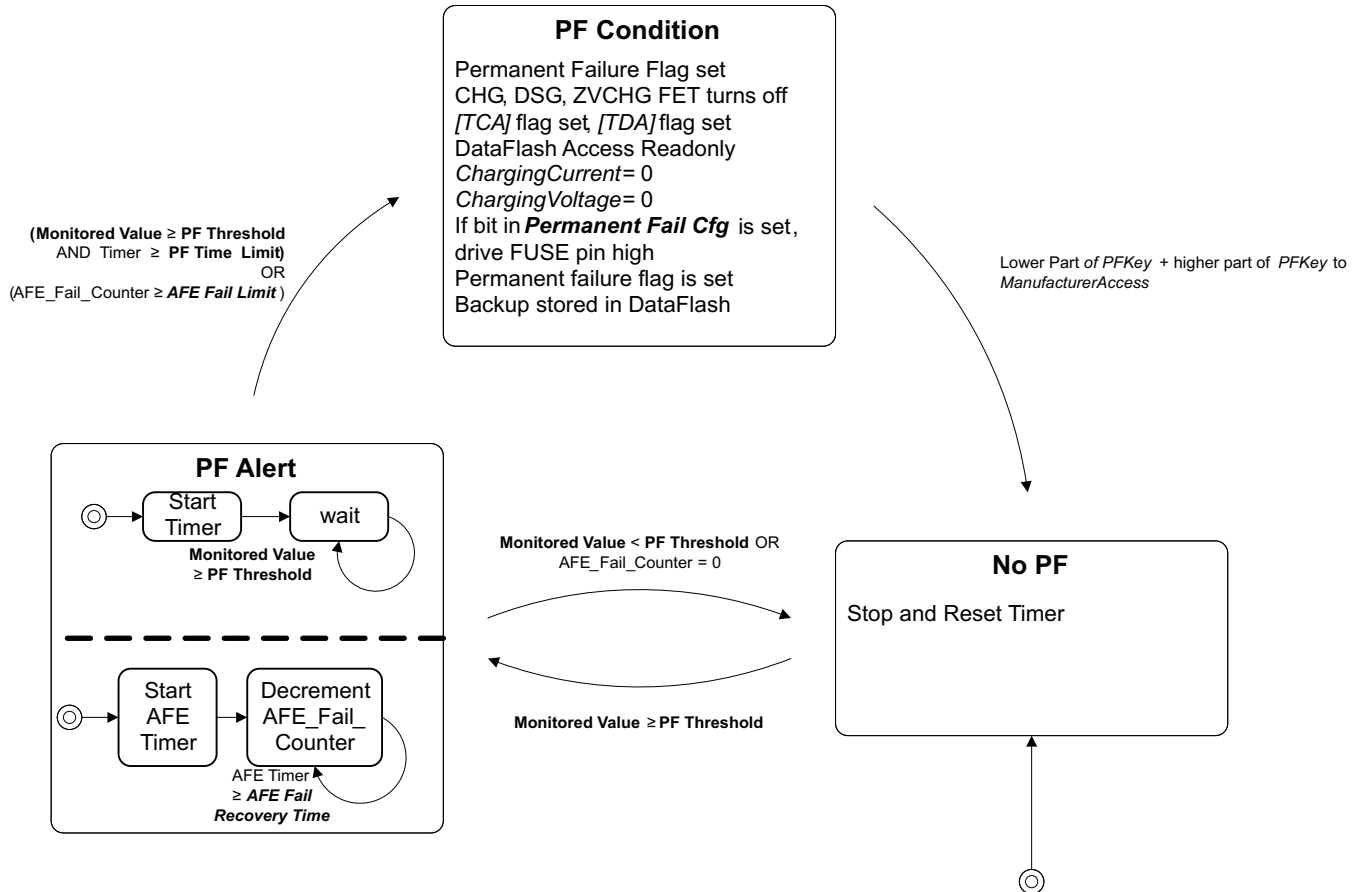 PF Condition
Permanent Failure Flag set
CHG, DSG, ZVCHG FET turns off
[TCA] flag set, [TDA] flag set
DataFlash Access Readonly
ChargingCurrent = 0
ChargingVoltage = 0
If bit in Permanent Fail Cfg is set,
drive FUSE pin high
Permanent failure flag is set
Backup stored in DataFlash
(Monitored Value ≥ PF Threshold
AND Timer ≥ PF Time Limit)
OR
(AFE_Fail_Counter ≥ AFE Fail Limit )
Lower Part of PFKey + higher part of PFKey to
ManufacturerAccess
PF Alert
Start
Timer
wait
Monitored Value
≥ PF Threshold
Start
AFE
Timer
Decrement
AFE_Fail_
Counter
AFE Timer
≥ AFE Fail
Recovery Time
Monitored Value < PF Threshold OR
AFE_Fail_Counter = 0
Monitored Value ≥ PF Threshold
No PF
Stop and Reset Timer